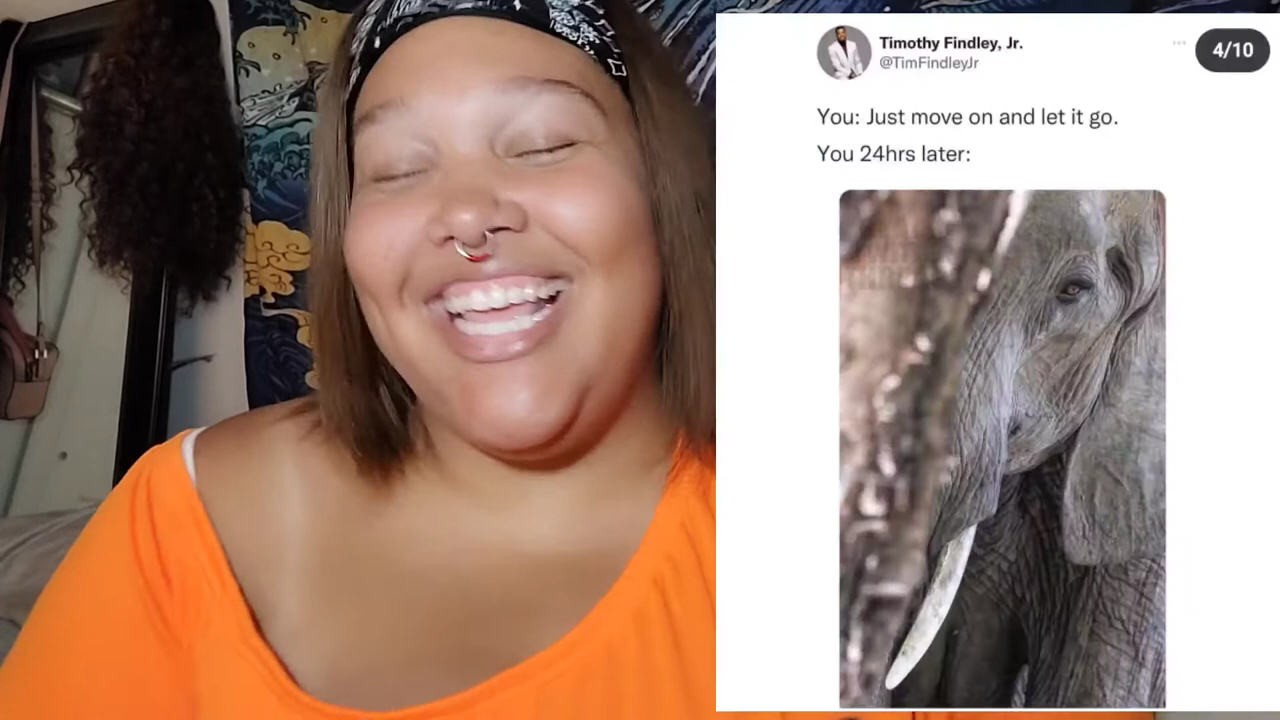 Timothy Findley, Jr.
@TimFindleyJr
4/10
You: Just move on and let it go.
You 24hrs later: